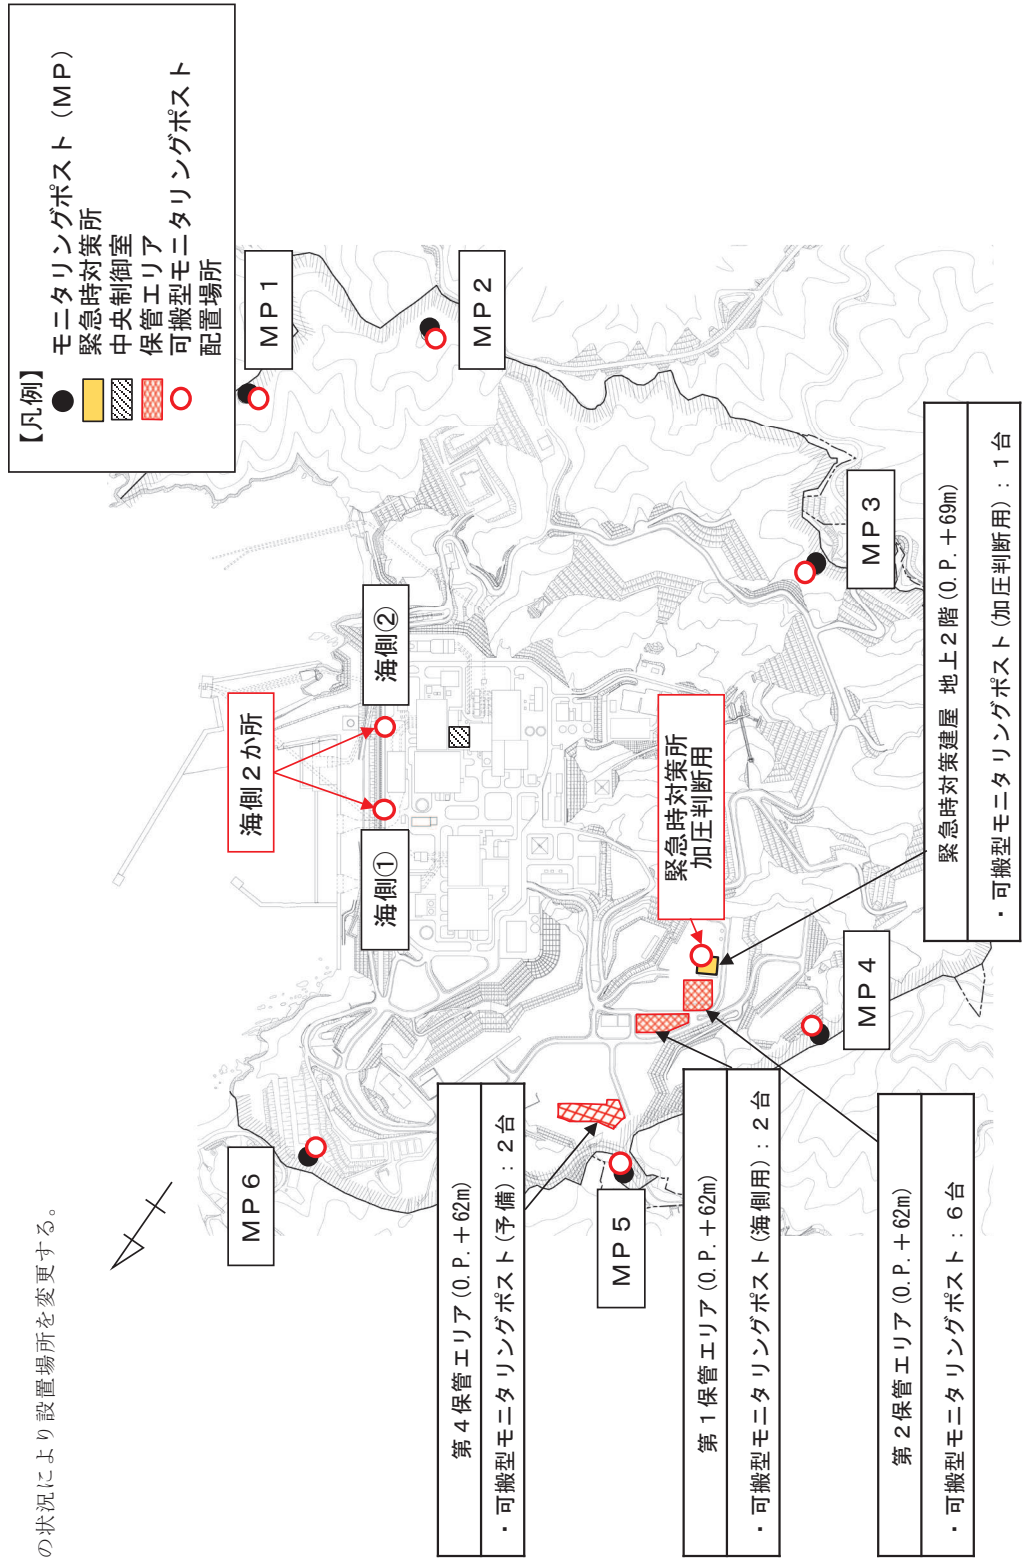 の状況により設置場所を変更する。
【凡例】
モニタリングポスト(MP)
緊急時対策所
中央制御室
保管エリア
可搬型モニタリングポスト
配置場所
MP6
海側①
海側2か所
海側②
MP1
MP2
第4保管エリア(O.P.+62m)
・可搬型モニタリングポスト(予備):2台
MP5
緊急時対策所
加圧判断用
第1保管エリア(O.P.+62m)
・可搬型モニタリングポスト(海側用):2台
MP4
MP3
第2保管エリア(O.P.+62m)
・可搬型モニタリングポスト:6台
緊急時対策建屋 地上2階(O.P.+69m)
・可搬型モニタリングポスト(加圧判断用):1台